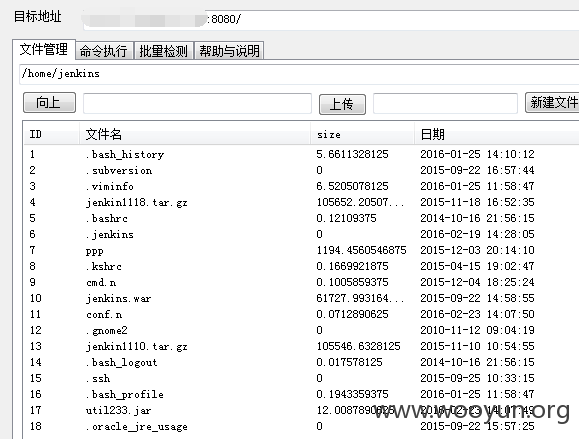 目标地址 :8080/
文件管理 命令执行 批量检测 帮助与说明
/home/jenkins
向上 上传 新建文件
ID 文件名 size 日期
1 .bash_history 5.6611328125 2016-01-25 14:10:12
2 .subversion 0 2015-09-22 16:57:44
3 .viminfo 6.5205078125 2016-01-25 11:58:47
4 jenkin1118.tar.gz 105652.20507... 2015-11-18 16:52:35
5 .bashrc 0.12109375 2014-10-16 21:56:15
6 .jenkins 0 2016-02-19 14:28:05
7 ppp 1194.4560546875 2015-12-03 20:14:10
8 .kshrc 0.1669921875 2015-04-15 19:02:47
9 cmd.n 0.1005859375 2015-12-04 18:25:24
10 jenkins.war 61727.993164... 2015-09-22 14:58:55
11 conf.n 0.0712890625 2016-02-23 14:07:50
12 .gnome2 0 2010-11-12 09:04:19
13 jenkin1110.tar.gz 105546.6328125 2015-11-10 10:54:55
14 .bash_logout 0.017578125 2014-10-16 21:56:15
15 .ssh 0 2015-09-25 10:33:15
16 .bash_profile 0.1943359375 2016-01-25 11:58:47
17 util233.jar 12.0087890625 2016-02-23 14:07:49
18 .oracle_jre_usage 0 2015-09-22 15:57:25
www.wooyun.org